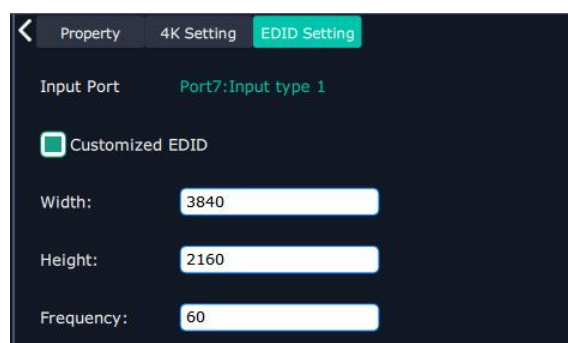 Property 4K Setting EDID Setting
Input Port Port7:Input type 1
Customized EDID
Width: 3840
Height: 2160
Frequency: 60